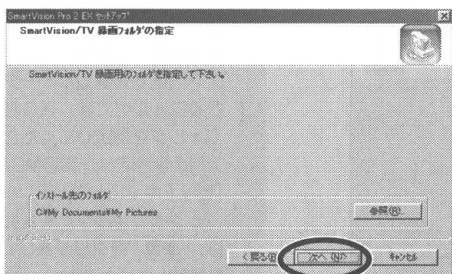 SmartVision Pro 2 EX セットアップ
SmartVision/TV 録画フォルダの指定
SmartVision/TV 録画用のフォルダを指定して下さい。
インストール先のフォルダ
C:¥My Documents¥My Pictures
参照(R)...
< 戻る(B)
次へ(N)>
キャンセル